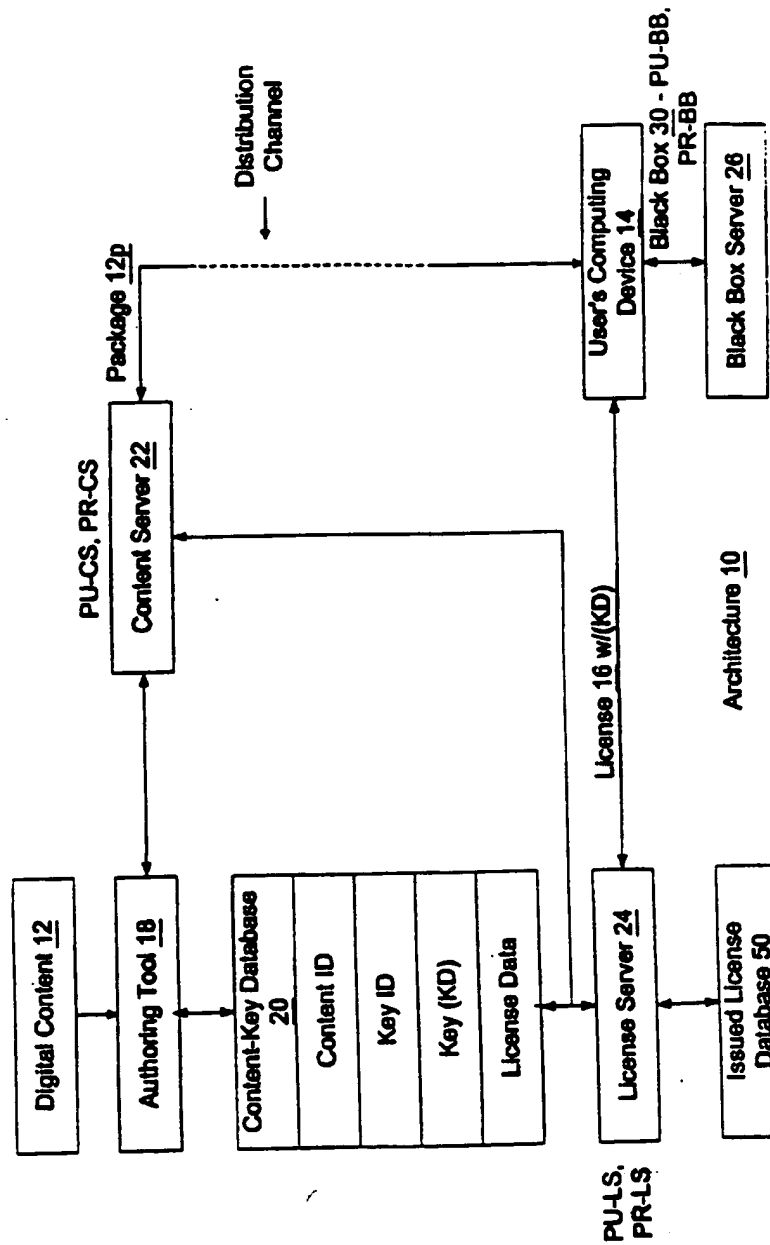 Digital Content 12
Authoring Tool 18
Content-Key Database
20
Content ID
Key ID
Key (KD)
License Data
PU-LS,
PR-LS
License Server 24
Issued License
Database 50
PU-CS, PR-CS
Content Server 22
Package 12p
Distribution
Channel
License 16 w/(KD)
Architecture 10
User's Computing
Device 14
Black Box 30 - PU-BB,
PR-BB
Black Box Server 26